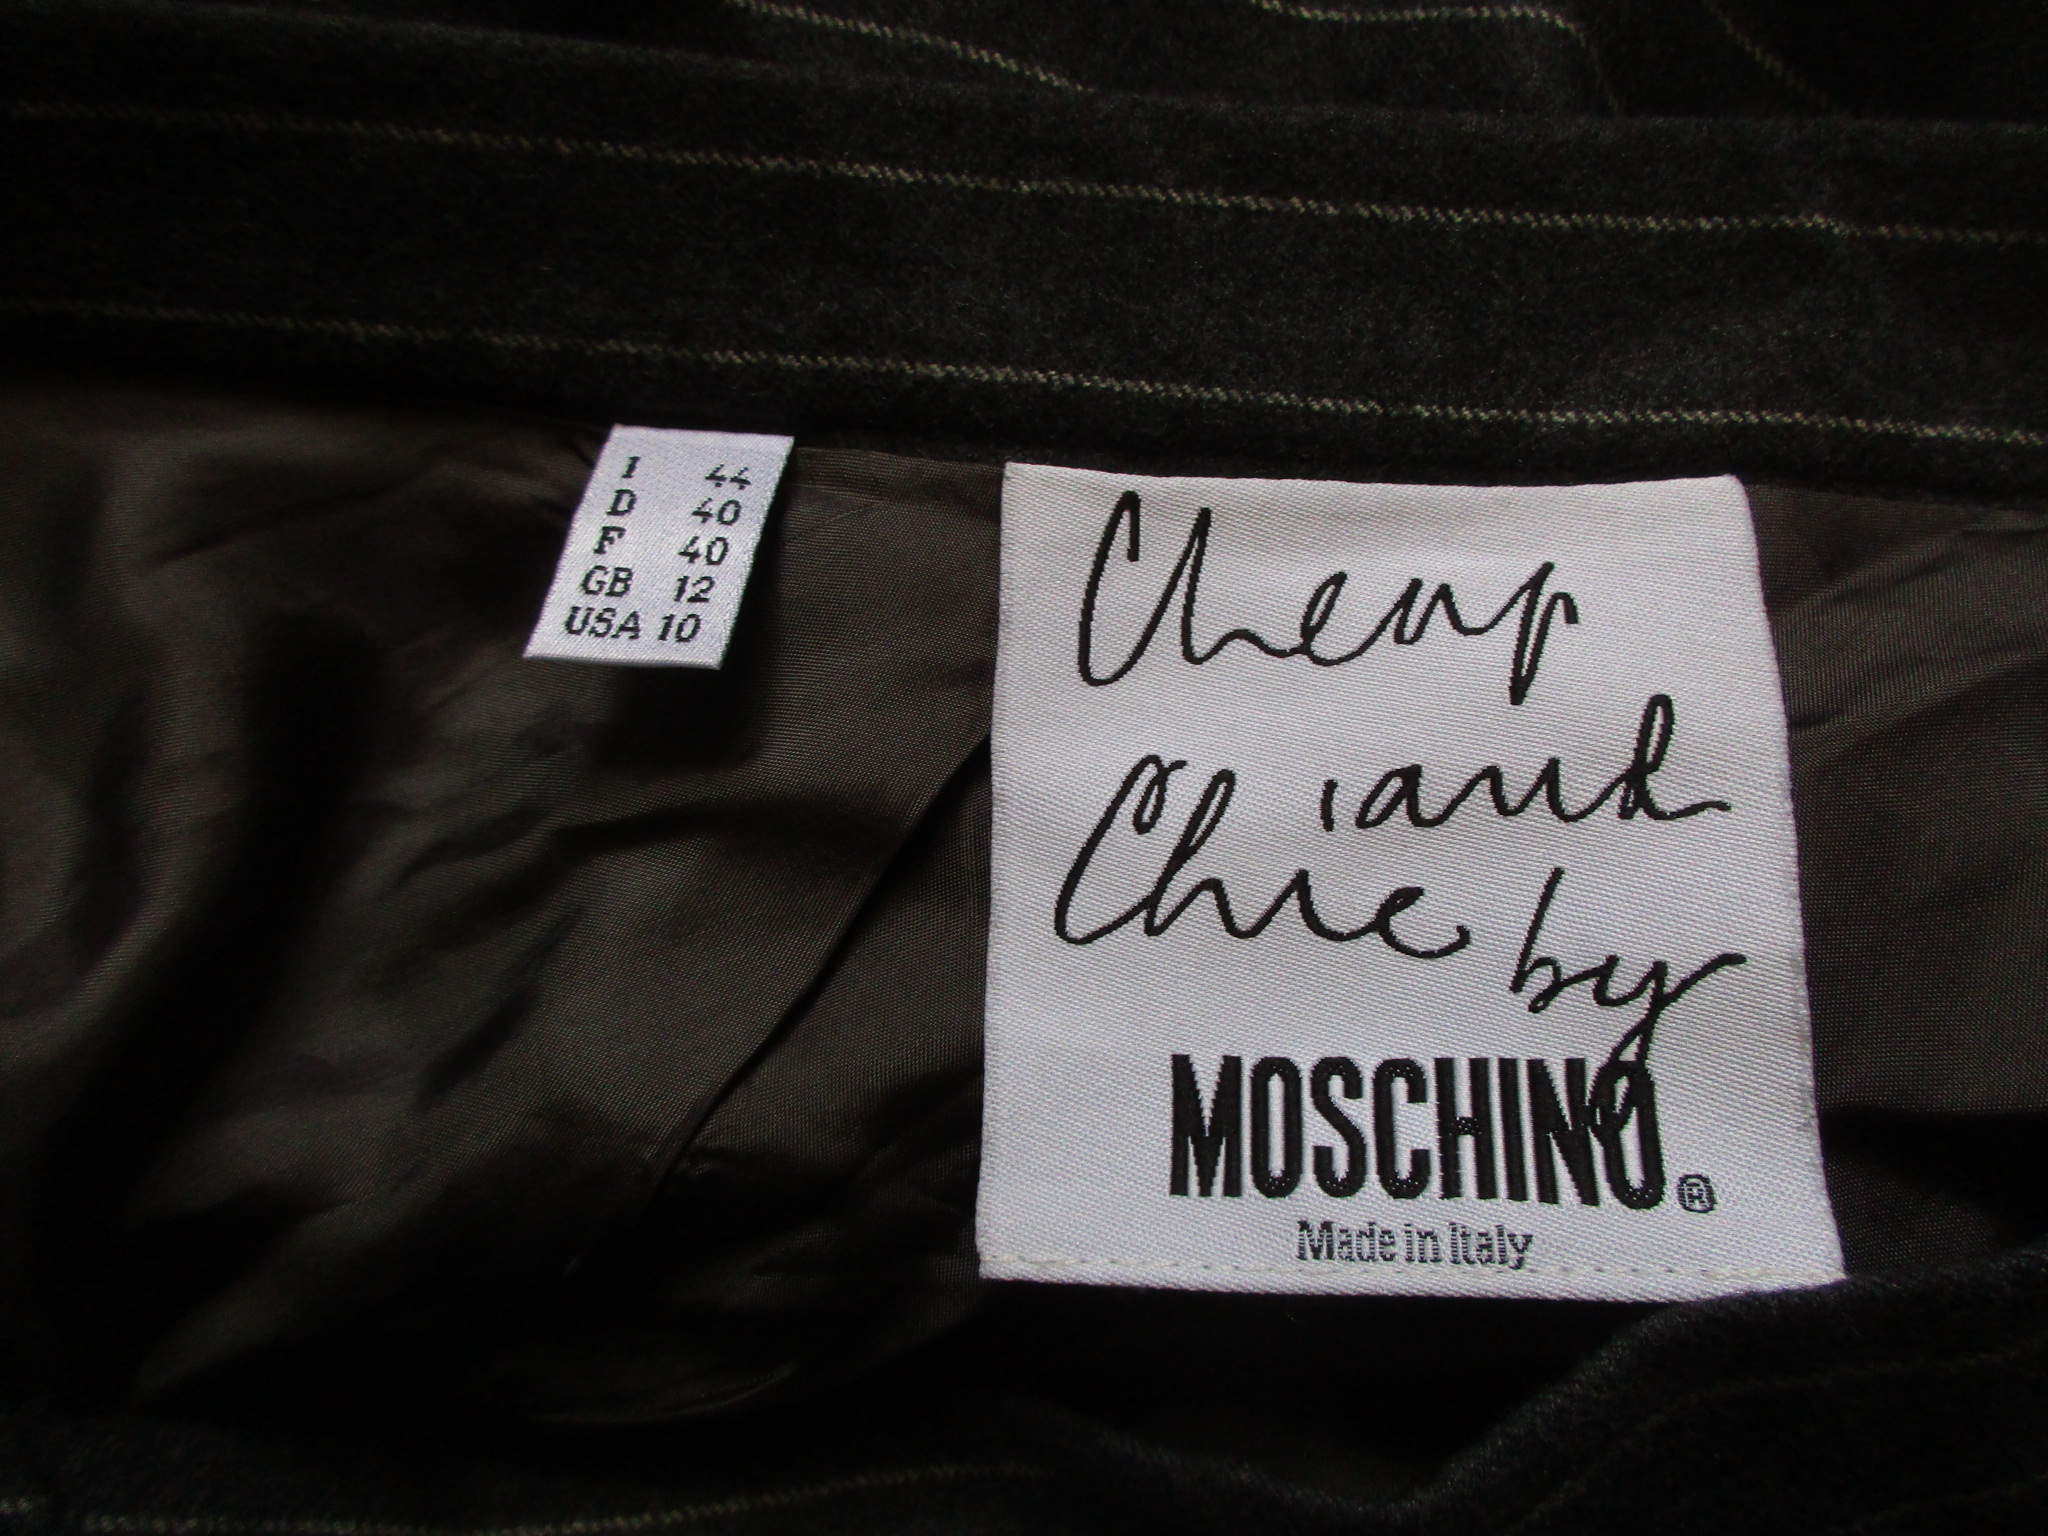 I 44
D 40
F 40
GB 12
USA 10
Cheap
and
Chic by
MOSCHINO®
Made in Italy